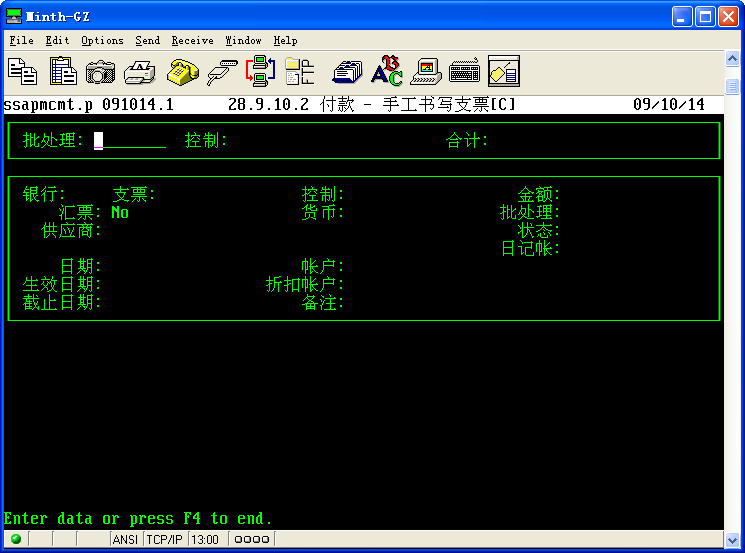 Minth-GZ
File Edit Options Send Receive Window Help
ssapmcmt.p 091014.1 28.9.10.2 付款 - 手工书写支票[C] 09/10/14
批处理: 控制: 合计:
银行: 支票: 控制: 金额:
汇票: No 货币: 批处理:
供应商: 状态:
日记帐:
日期: 帐户:
生效日期: 折扣帐户:
截止日期: 备注:
Enter data or press F4 to end.
ANSI TCP/IP 13:00